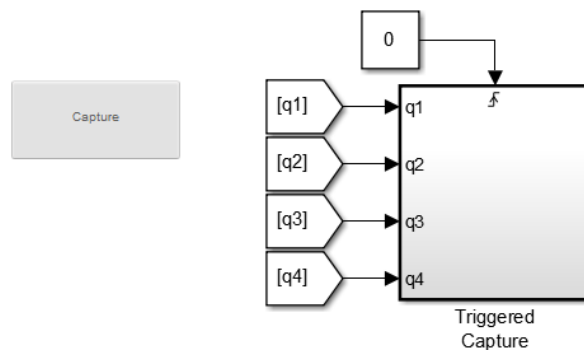 0
Capture
[q1]
q1
[q2]
q2
[q3]
q3
[q4]
q4
Triggered
Capture